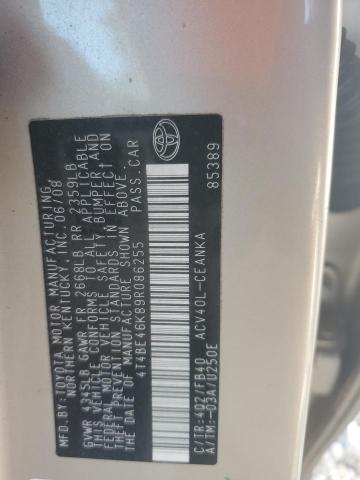 MFD.BY:TOYOTA MOTOR MANUFACTURING,
NORTHERN KENTUCKY, INC. 06/08
GVWR 4345LB GAWR FR 2668LB RR 2359LB
THIS VEHICLE CONFORMS TO ALL APPLICABLE
FEDERAL MOTOR VEHICLE SAFETY, BUMPER, AND
THEFT PREVENTION STANDARDS IN EFFECT ON
THE DATE OF MANUFACTURE SHOWN ABOVE.
4T4BE46K89R086255 PASS. CAR
C/TR:4Q2/FB40 ACV40L-CEANKA
A/TM:-03A/U250E 85389